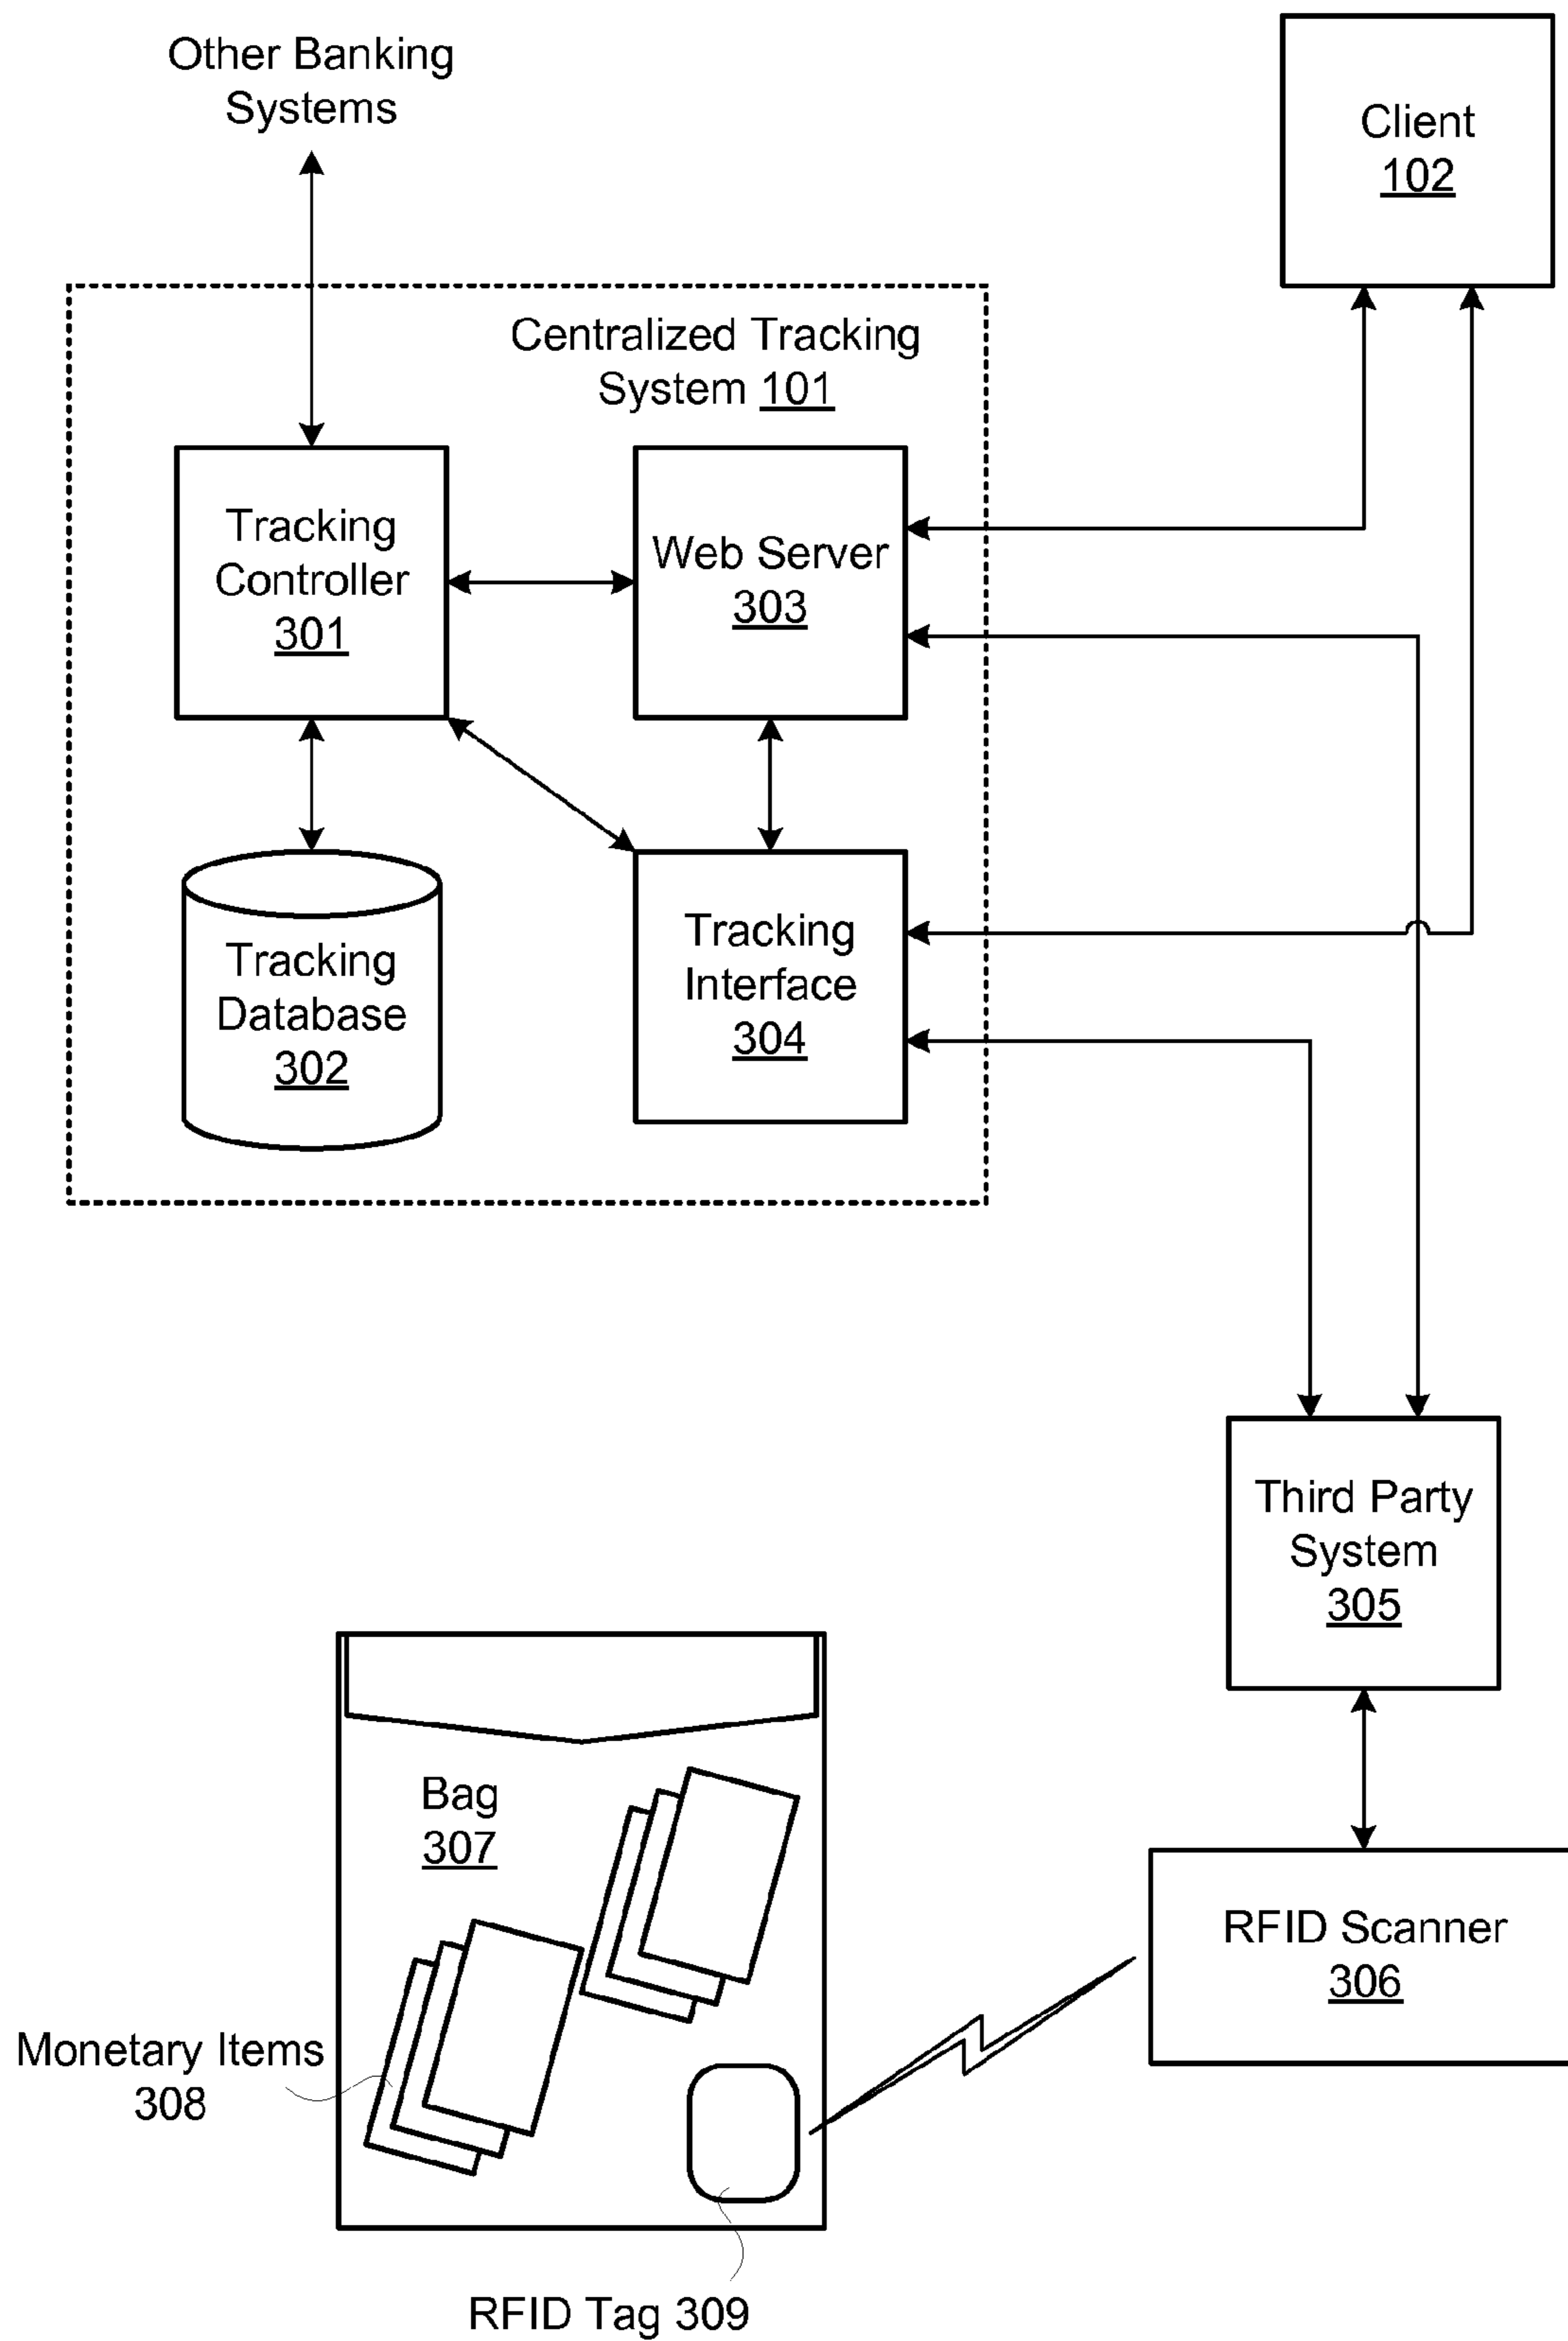 Other Banking
Systems
Client
102
Centralized Tracking
System 101
Tracking
Controller
301
Web Server
303
Tracking
Database
302
Tracking
Interface
304
Third Party
System
305
Bag
307
RFID Scanner
306
Monetary Items
308
RFID Tag 309